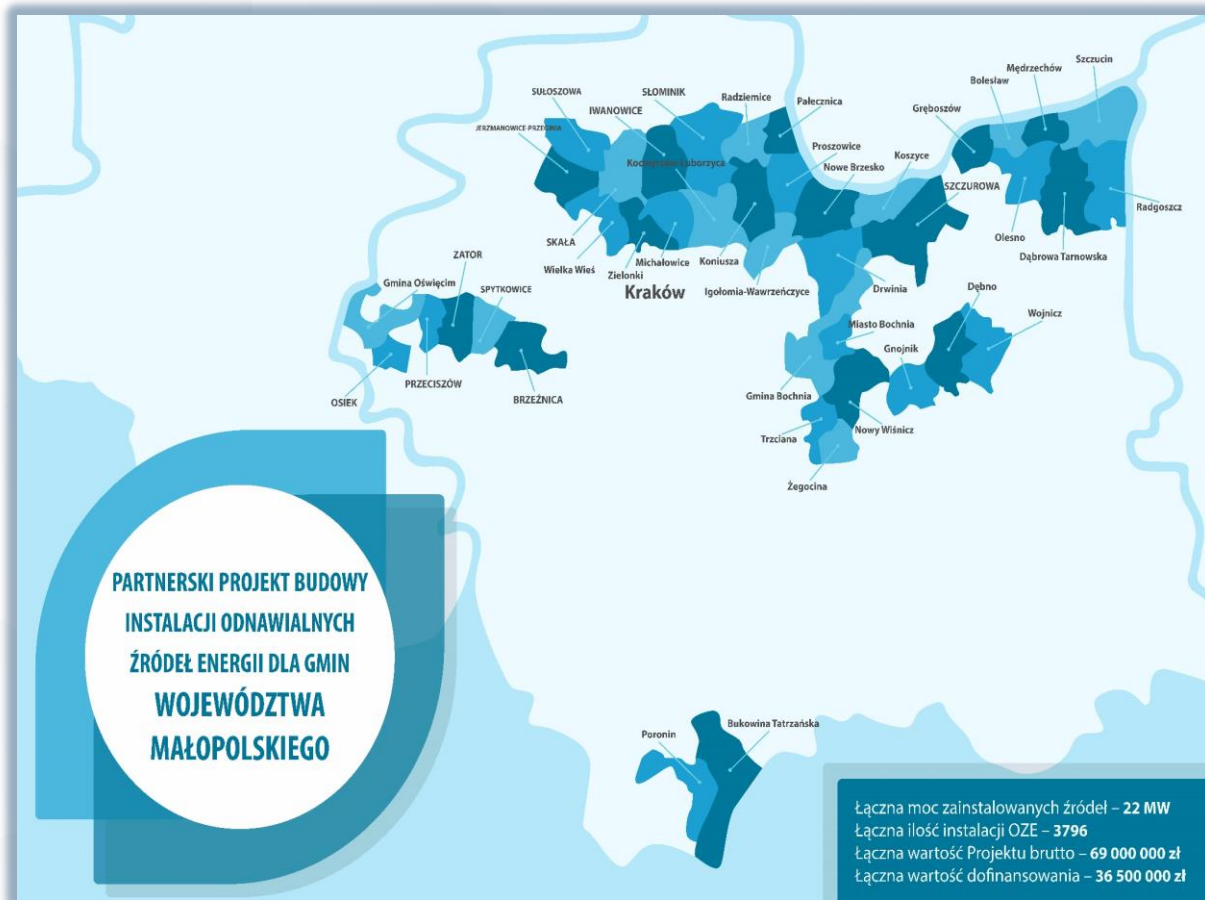 Szczucin
Mędrzechów
Bolesław
Gręboszów
SUŁOSZOWA
SŁOMINIK
Radziemice
Pałecznica
IWANOWICE
JERZMANOWICE-PRZEGINIA
Proszowice
Kocmyrzów-Luborzyca
Nowe Brzesko
Koszyce
SZCZUROWA
Radgoszcz
SKAŁA
Olesno
Wielka Wieś
Zielonki
Michałowice
Koniusza
Dąbrowa Tarnowska
ZATOR
Kraków
Igołomia-Wawrzeńczyce
Drwinia
Dębno
Gmina Oświęcim
SPYTKOWICE
Wojnicz
Miasto Bochnia
Gnojnik
PRZECISZÓW
OSIEK
BRZEŹNICA
Gmina Bochnia
Trzciana
Nowy Wiśnicz
Żegocina
PARTNERSKI PROJEKT BUDOWY
INSTALACJI ODNAWIALNYCH
ŹRÓDEŁ ENERGII DLA GMIN
WOJEWÓDZTWA
MAŁOPOLSKIEGO
Poronin
Bukowina Tatrzańska
Łączna moc zainstalowanych źródeł – 22 MW
Łączna ilość instalacji OZE – 3796
Łączna wartość Projektu brutto – 69 000 000 zł
Łączna wartość dofinansowania – 36 500 000 zł